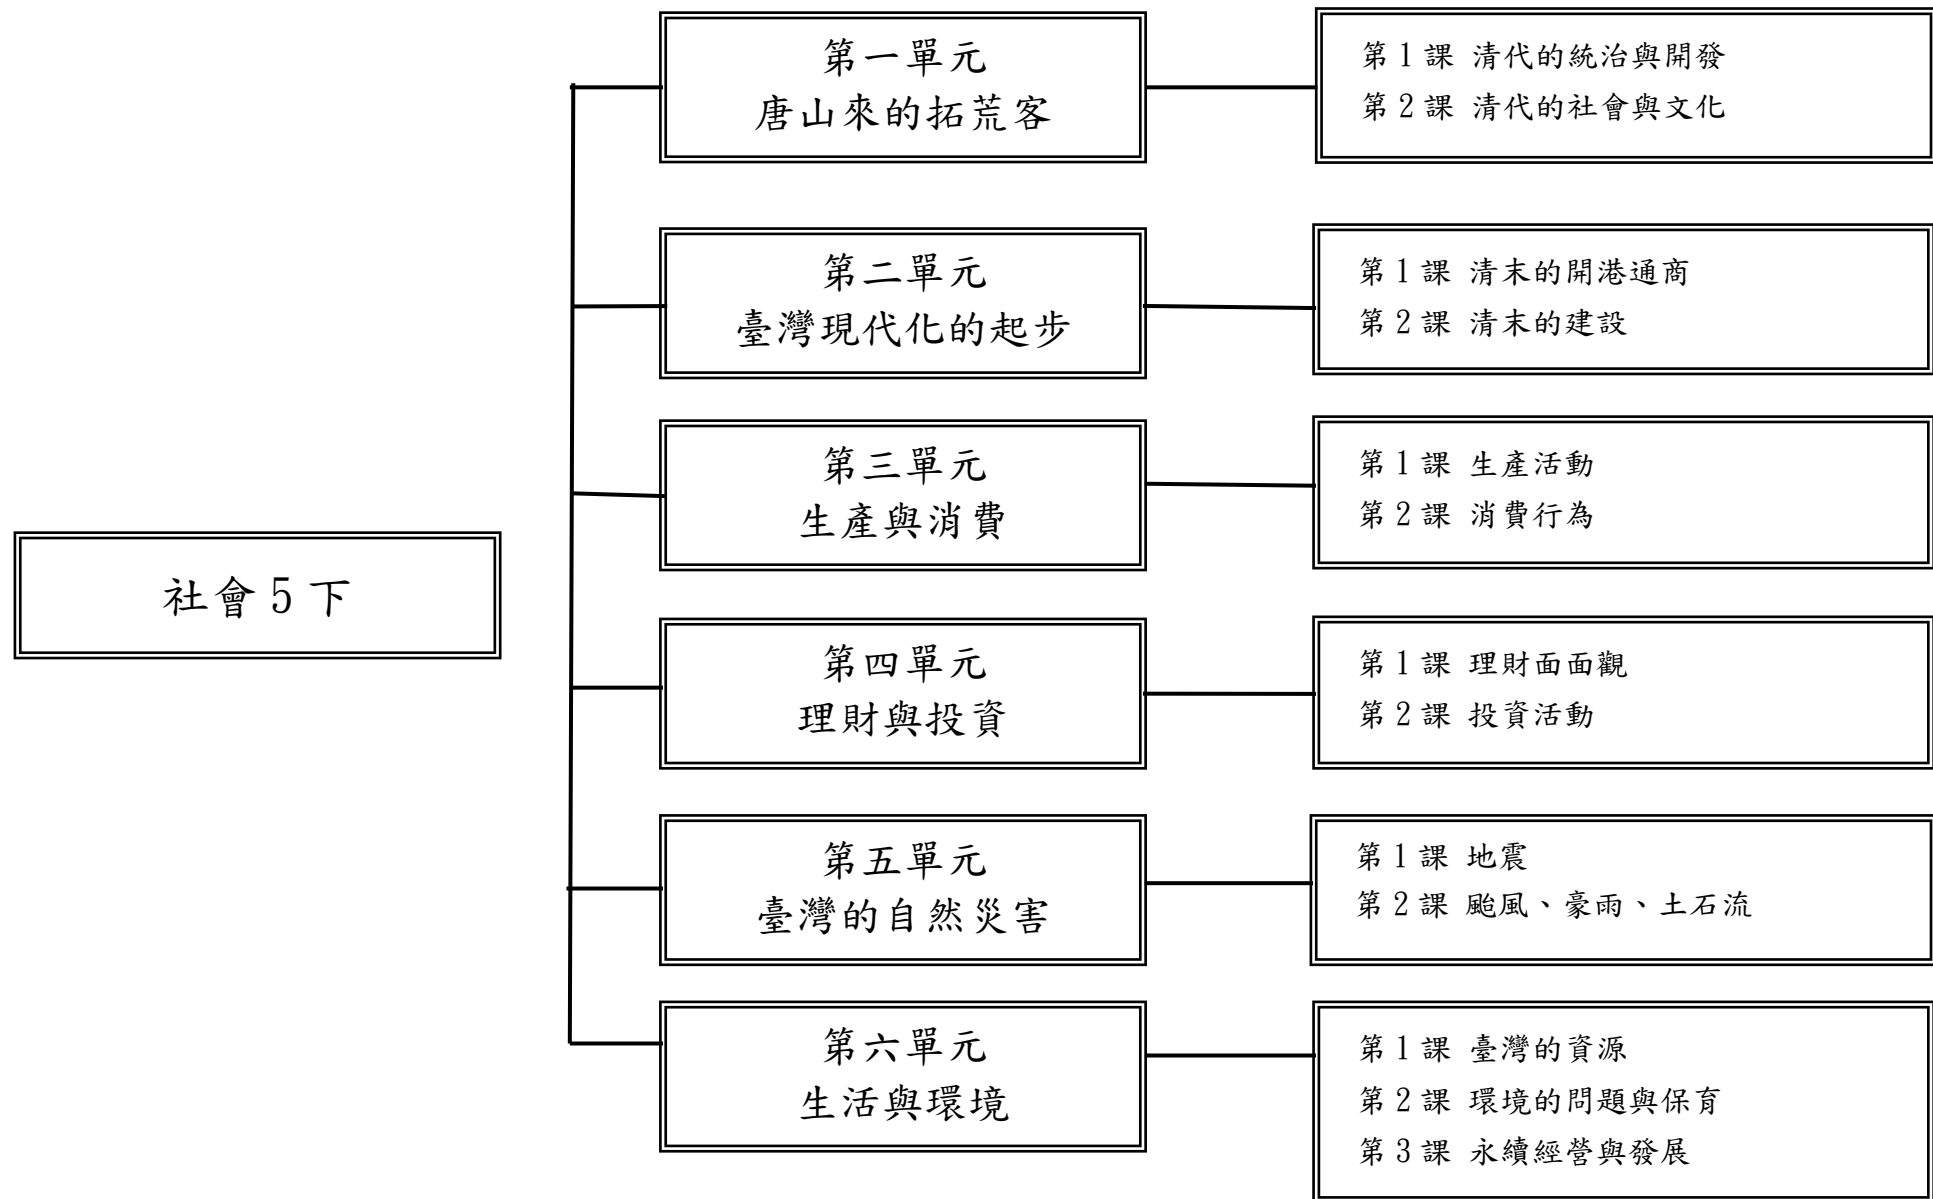 社會5下
第一單元
唐山來的拓荒客
第1課 清代的統治與開發
第2課 清代的社會與文化
第二單元
臺灣現代化的起步
第1課 清末的開港通商
第2課 清末的建設
第三單元
生產與消費
第1課 生產活動
第2課 消費行為
第四單元
理財與投資
第1課 理財面面觀
第2課 投資活動
第五單元
臺灣的自然災害
第1課 地震
第2課 颱風、豪雨、土石流
第六單元
生活與環境
第1課 臺灣的資源
第2課 環境的問題與保育
第3課 永續經營與發展